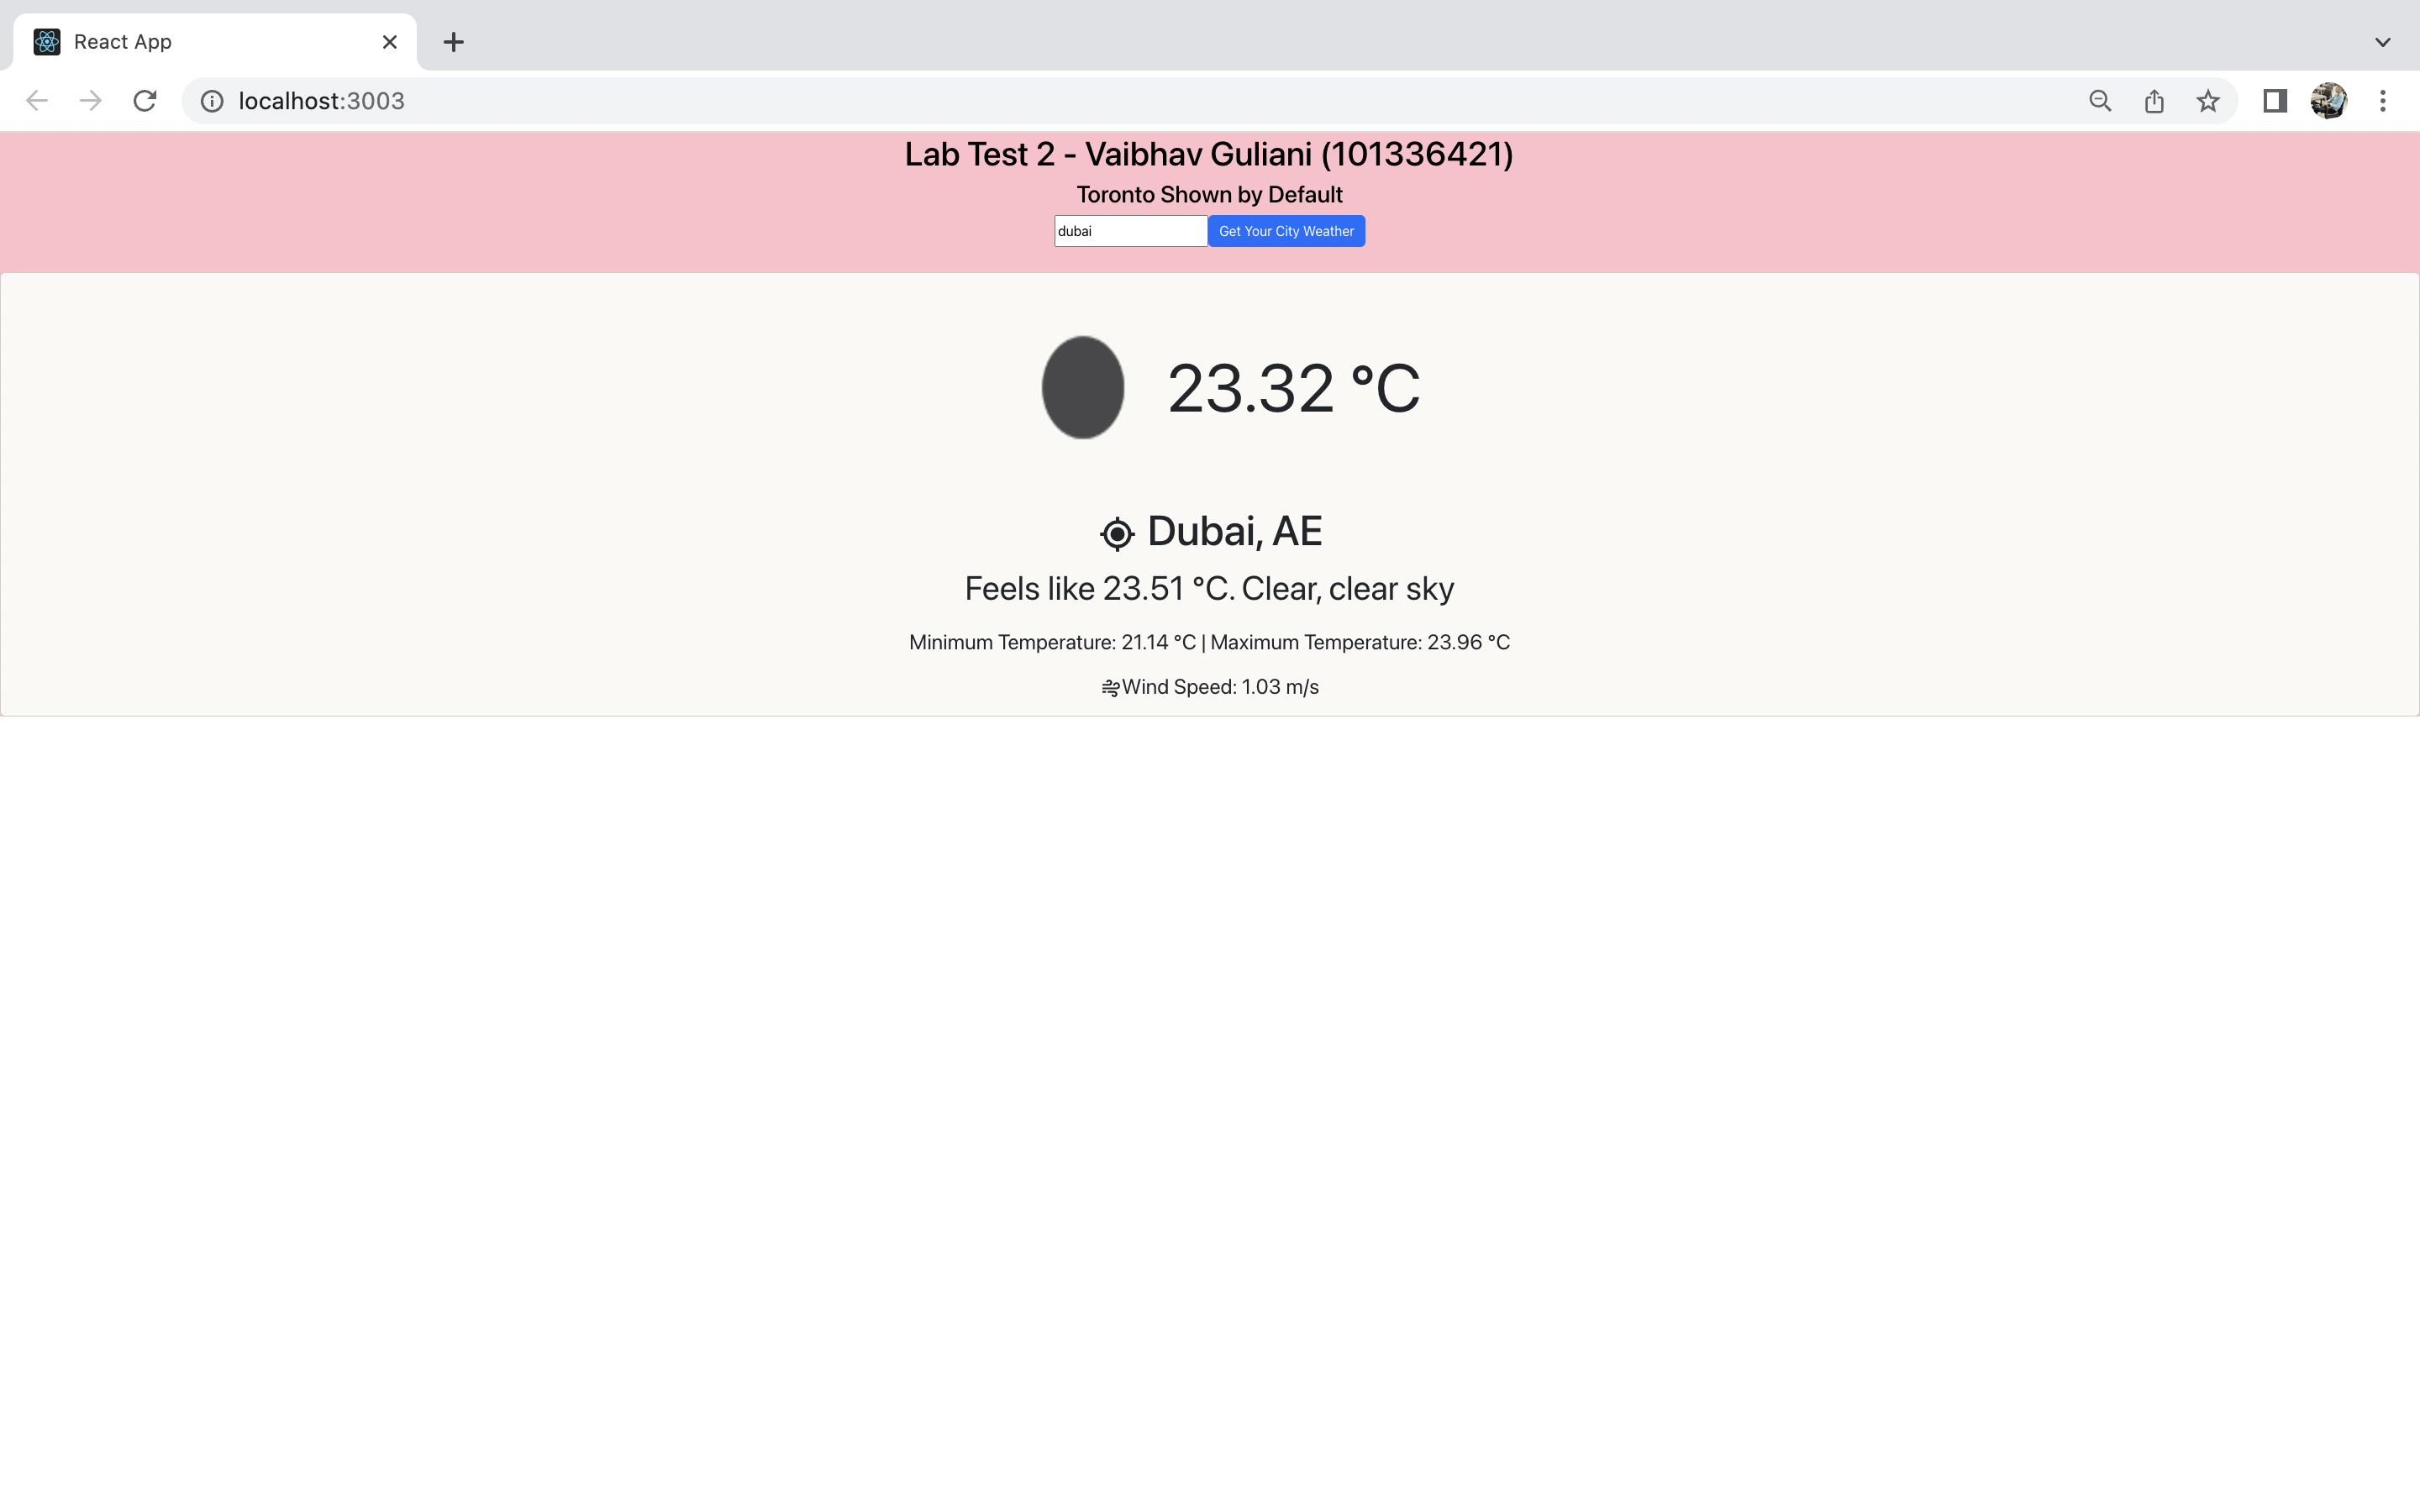 React App
localhost:3003
Lab Test 2 - Vaibhav Guliani (101336421)
Toronto Shown by Default
dubai Get Your City Weather
23.32 °C
Dubai, AE
Feels like 23.51 °C. Clear, clear sky
Minimum Temperature: 21.14 °C | Maximum Temperature: 23.96 °C
Wind Speed: 1.03 m/s